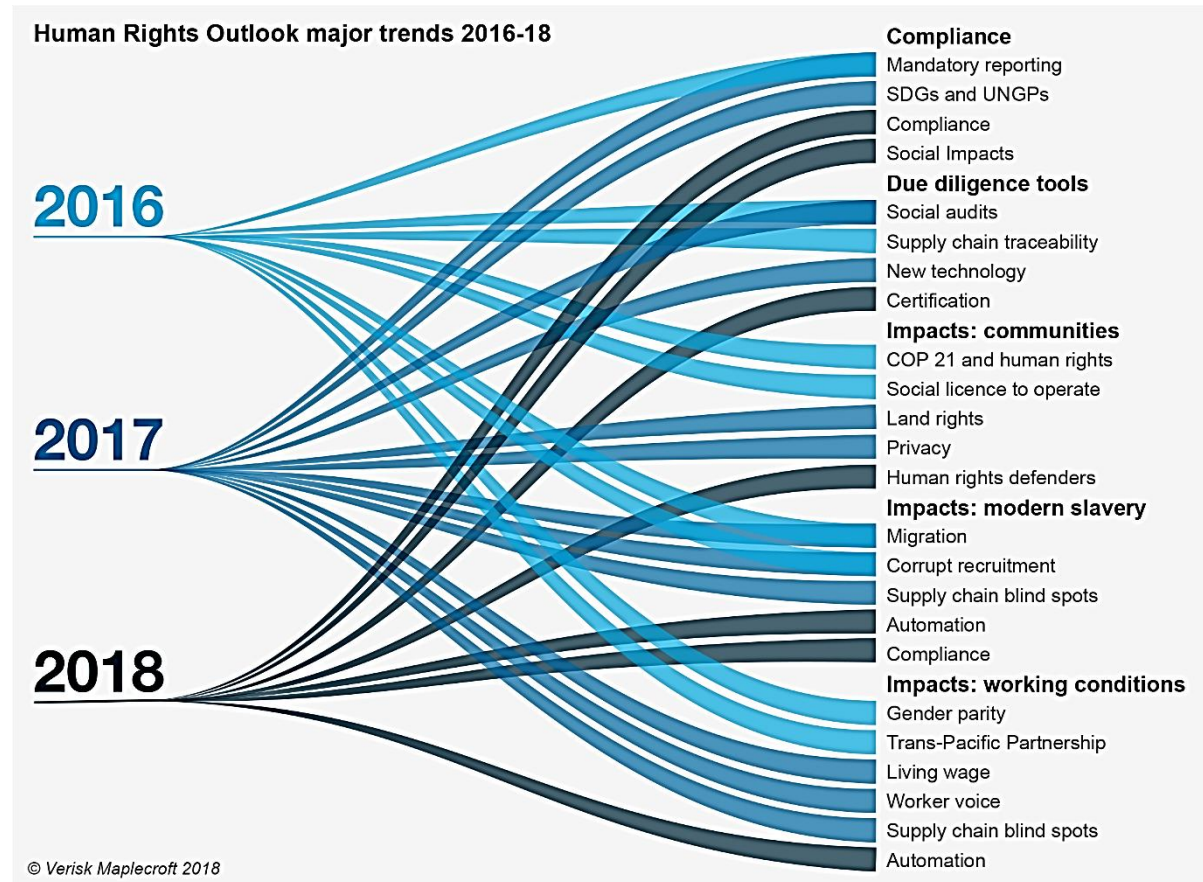 Human Rights Outlook major trends 2016-18
2016
2017
2018
Compliance
Mandatory reporting
SDGs and UNGPs
Compliance
Social Impacts
Due diligence tools
Social audits
Supply chain traceability
New technology
Certification
Impacts: communities
COP 21 and human rights
Social licence to operate
Land rights
Privacy
Human rights defenders
Impacts: modern slavery
Migration
Corrupt recruitment
Supply chain blind spots
Automation
Compliance
Impacts: working conditions
Gender parity
Trans-Pacific Partnership
Living wage
Worker voice
Supply chain blind spots
Automation
© Verisk Maplecroft 2018